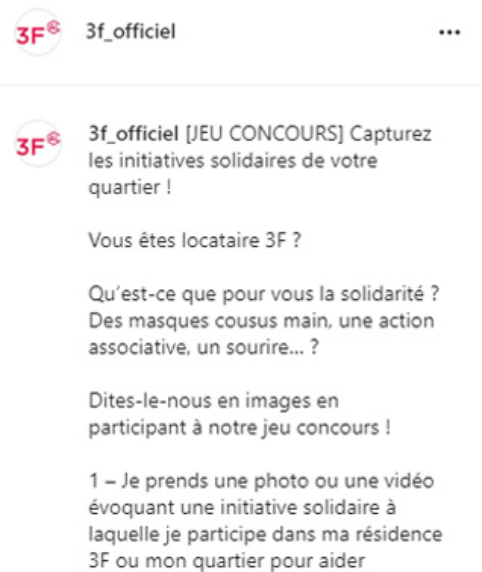 3F
3f_officiel
3F
3f_officiel [JEU CONCOURS] Capturez
les initiatives solidaires de votre
quartier !
Vous êtes locataire 3F ?
Qu’est-ce que pour vous la solidarité ?
Des masques cousus main, une action
associative, un sourire... ?
Dites-le-nous en images en
participant à notre jeu concours !
1 – Je prends une photo ou une vidéo
évoquant une initiative solidaire à
laquelle je participe dans ma résidence
3F ou mon quartier pour aider